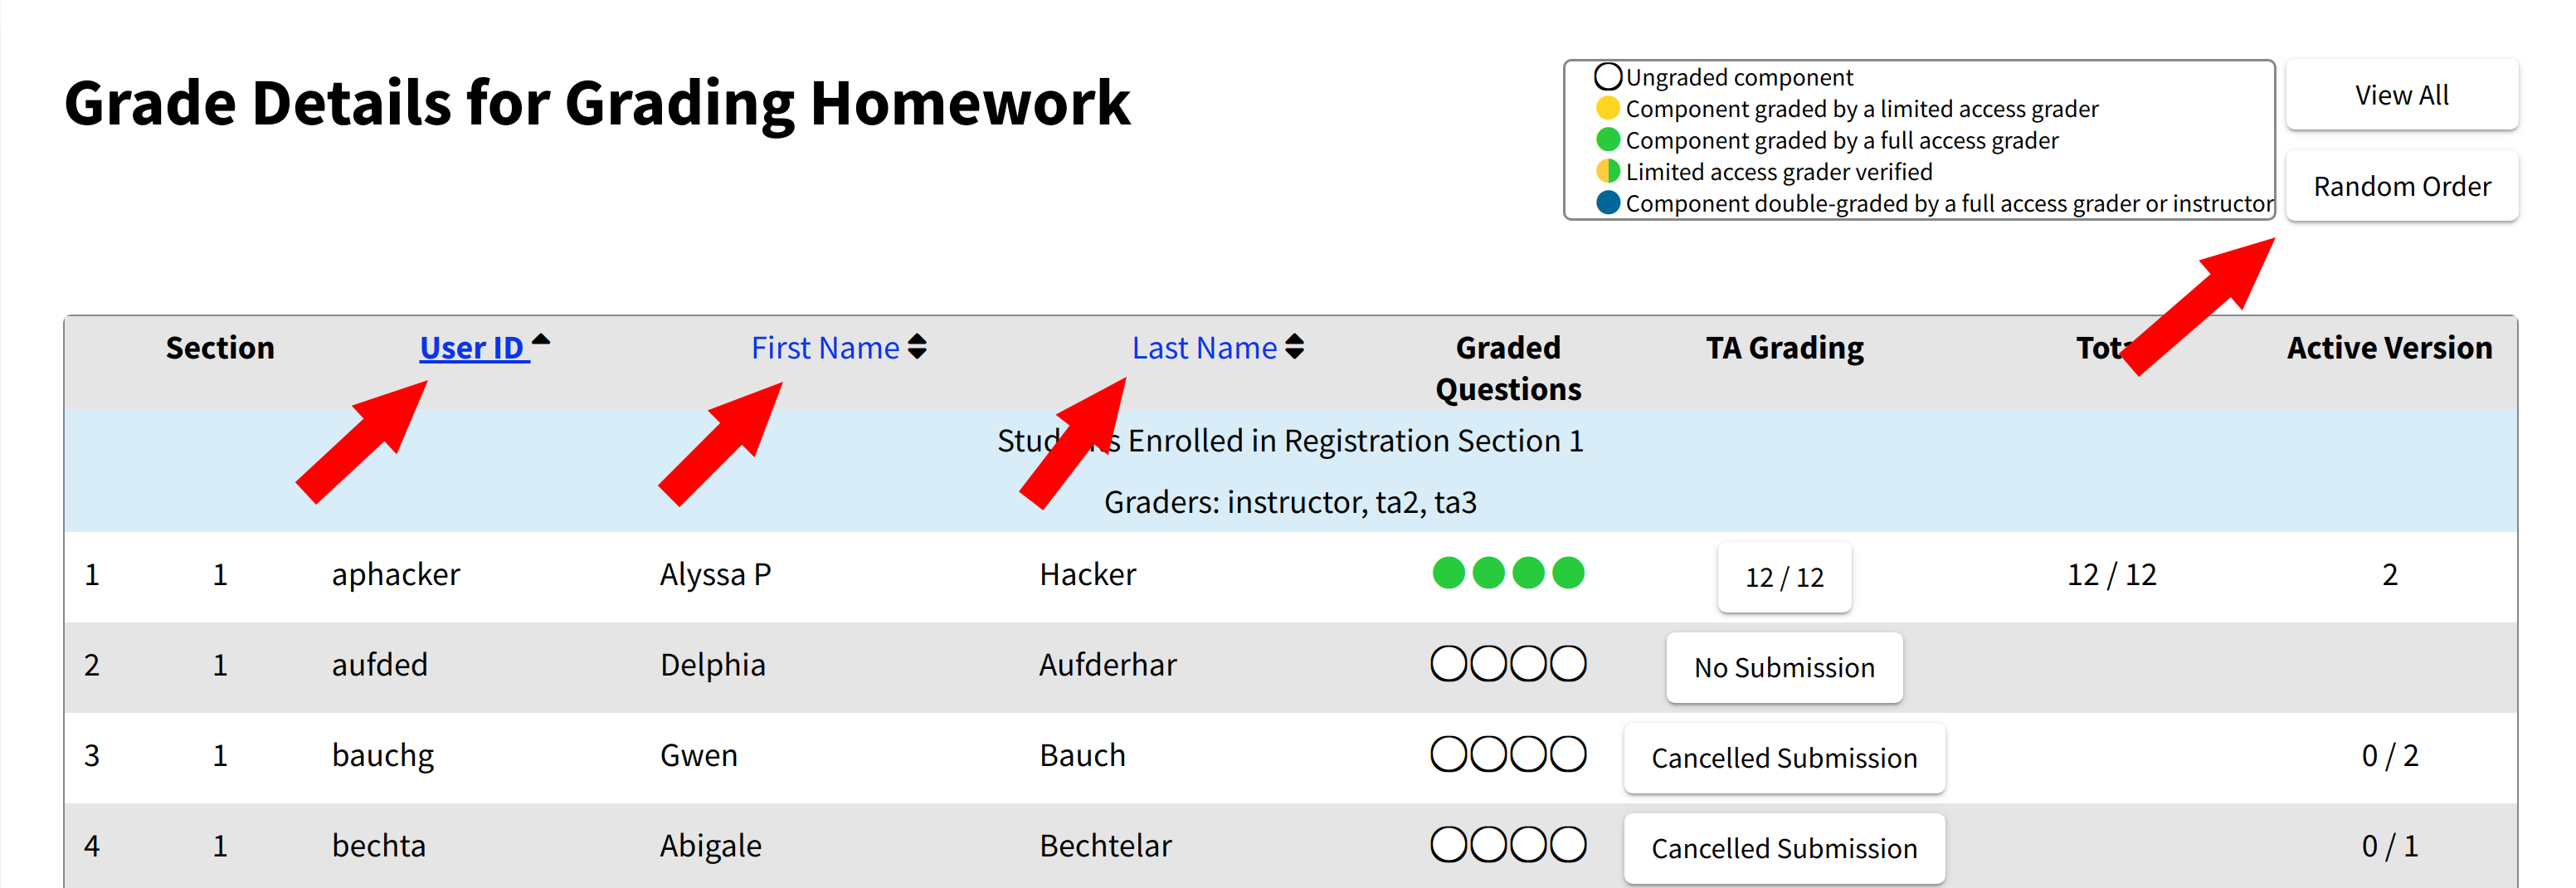 Grade Details for Grading Homework
Ungraded component
Component graded by a limited access grader
Component graded by a full access grader
Limited access grader verified
Component double-graded by a full access grader or instructor
View All
Random Order
Section User ID First Name Last Name Graded Questions TA Grading Active Version
Enrolled in Registration Section 1
Graders: instructor, ta2, ta3
1 1 aphacker Alyssa P Hacker 12 / 12 12 / 12 2
2 1 aufded Delphia Aufderhar No Submission
3 1 bauchg Gwen Bauch Cancelled Submission 0 / 2
4 1 bechta Abigale Bechtelar Cancelled Submission 0 / 1